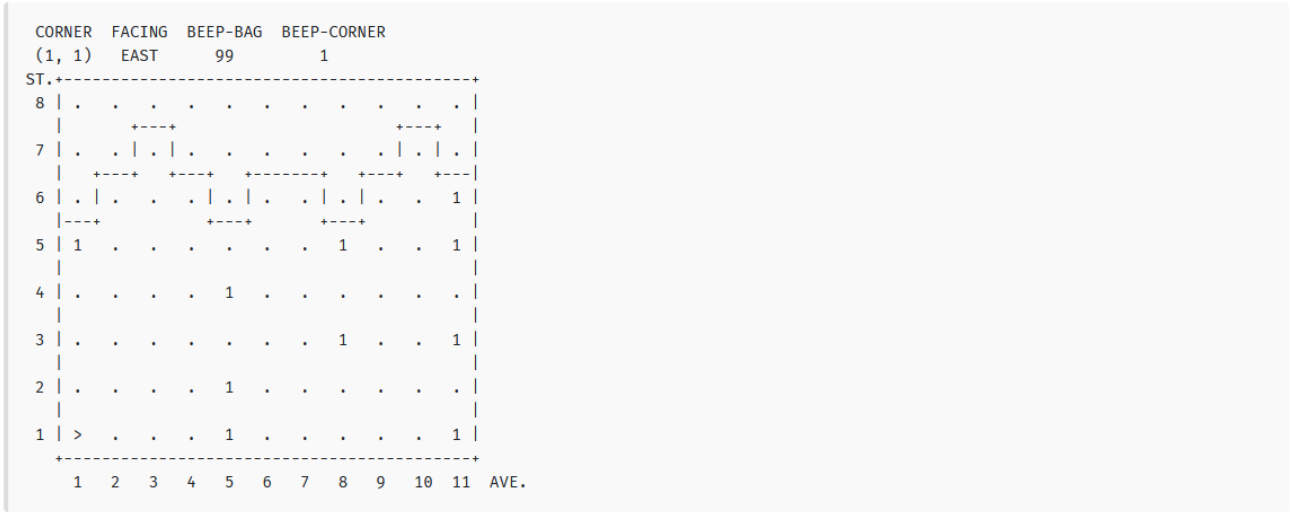 CORNER  FACING  BEEP-BAG  BEEP-CORNER
(1, 1)   EAST      99         1
ST.+-------------------------------------------+
8 | .   .   .   .   .   .   .   .   .   .   . |
  |       +---+                       +---+   |
7 | .   . | . | .   .   .   .   .   . | . | . |
  |   +---+   +---+   +-------+   +---+   +---|
6 | . | .   .   . | . | .   . | . | .   .   1 |
  |---+           +---+       +---+           |
5 | 1   .   .   .   .   .   .   1   .   .   1 |
  |                                           |
4 | .   .   .   .   1   .   .   .   .   .   . |
  |                                           |
3 | .   .   .   .   .   .   .   1   .   .   1 |
  |                                           |
2 | .   .   .   .   1   .   .   .   .   .   . |
  |                                           |
1 | >   .   .   .   1   .   .   .   .   .   1 |
  +-------------------------------------------+
    1   2   3   4   5   6   7   8   9   10  11  AVE.